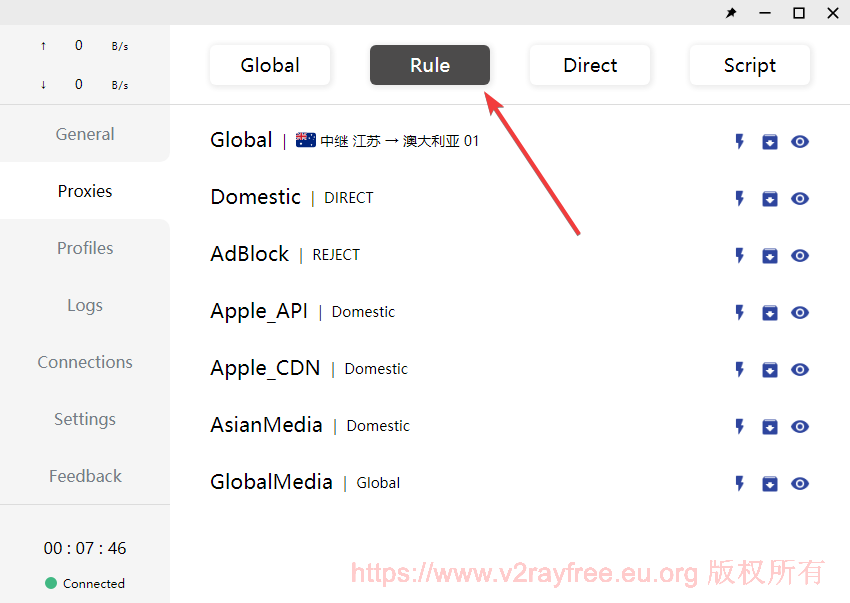 ↑ 0 B/s
↓ 0 B/s
Global Rule Direct Script
General
Proxies
Profiles
Logs
Connections
Settings
Feedback
00 : 07 : 46
Connected
Global | 中继 江苏 → 澳大利亚 01
Domestic | DIRECT
AdBlock | REJECT
Apple_API | Domestic
Apple_CDN | Domestic
AsianMedia | Domestic
GlobalMedia | Global
https://www.v2rayfree.eu.org 版权所有